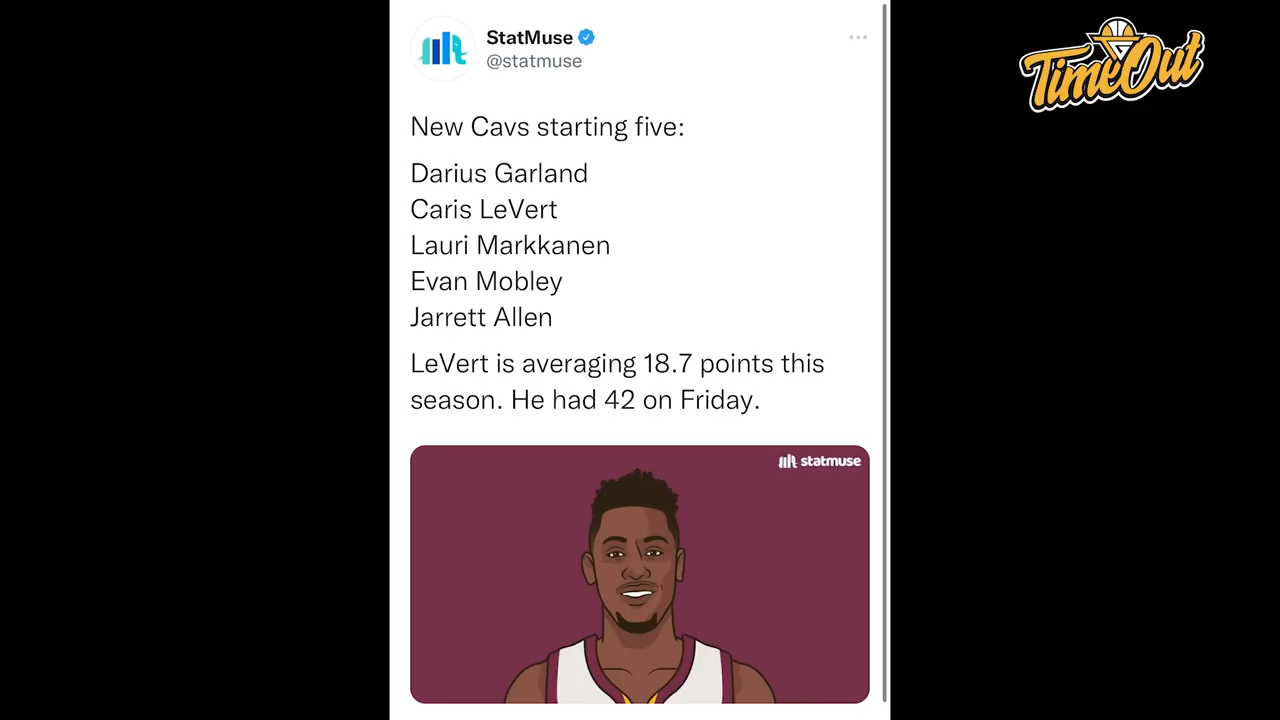 StatMuse
@statmuse
TimeOut
New Cavs starting five:
Darius Garland
Caris LeVert
Lauri Markkanen
Evan Mobley
Jarrett Allen
LeVert is averaging 18.7 points this
season. He had 42 on Friday.
statmuse